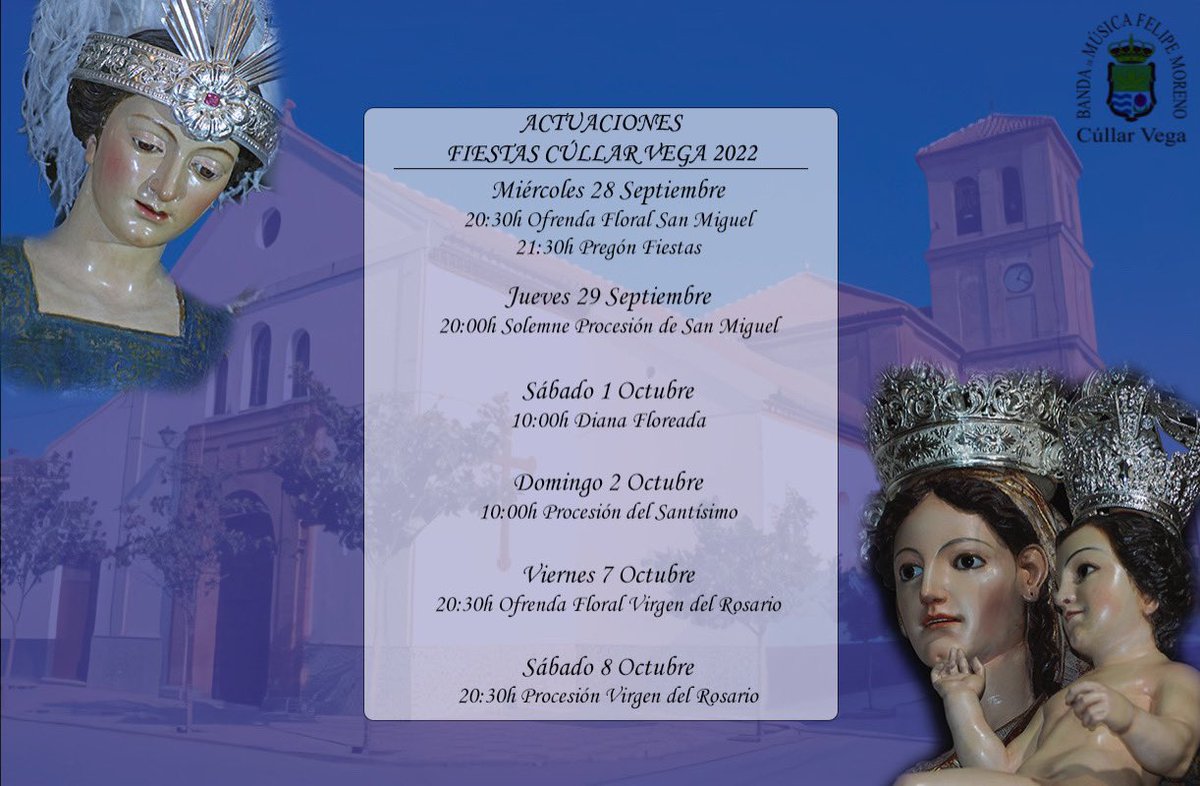 ACTUACIONES
FIESTAS CÚLLAR VEGA 2022
Miércoles 28 Septiembre
20:30h Ofrenda Floral San Miguel
21:30h Pregón Fiestas
Jueves 29 Septiembre
20:00h Solemne Procesión de San Miguel
Sábado 1 Octubre
10:00h Diana Floreada
Domingo 2 Octubre
10:00h Procesión del Santísimo
Viernes 7 Octubre
20:30h Ofrenda Floral Virgen del Rosario
Sábado 8 Octubre
20:30h Procesión Virgen del Rosario
BANDA DE MÚSICA FELIPE MORENO
Cúllar Vega